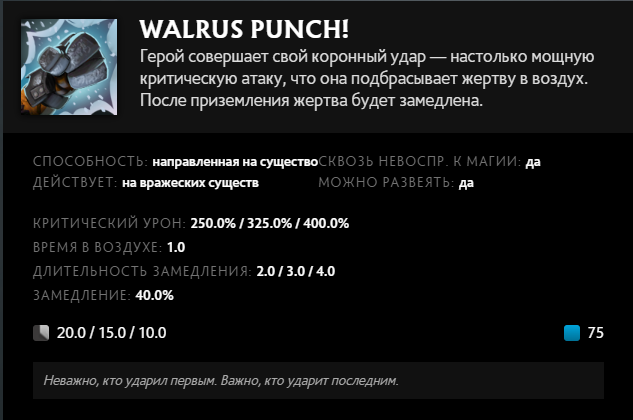 WALRUS PUNCH!
Герой совершает свой коронный удар — настолько мощную
критическую атаку, что она подбрасывает жертву в воздух.
После приземления жертва будет замедлена.
СПОСОБНОСТЬ: направленная на существо СКВОЗЬ НЕВОСПР. К МАГИИ: да
ДЕЙСТВУЕТ: на вражеских существ МОЖНО РАЗВЕЯТЬ: да
КРИТИЧЕСКИЙ УРОН: 250.0% / 325.0% / 400.0%
ВРЕМЯ В ВОЗДУХЕ: 1.0
ДЛИТЕЛЬНОСТЬ ЗАМЕДЛЕНИЯ: 2.0 / 3.0 / 4.0
ЗАМЕДЛЕНИЕ: 40.0%
20.0 / 15.0 / 10.0 75
Неважно, кто ударил первым. Важно, кто ударит последним.